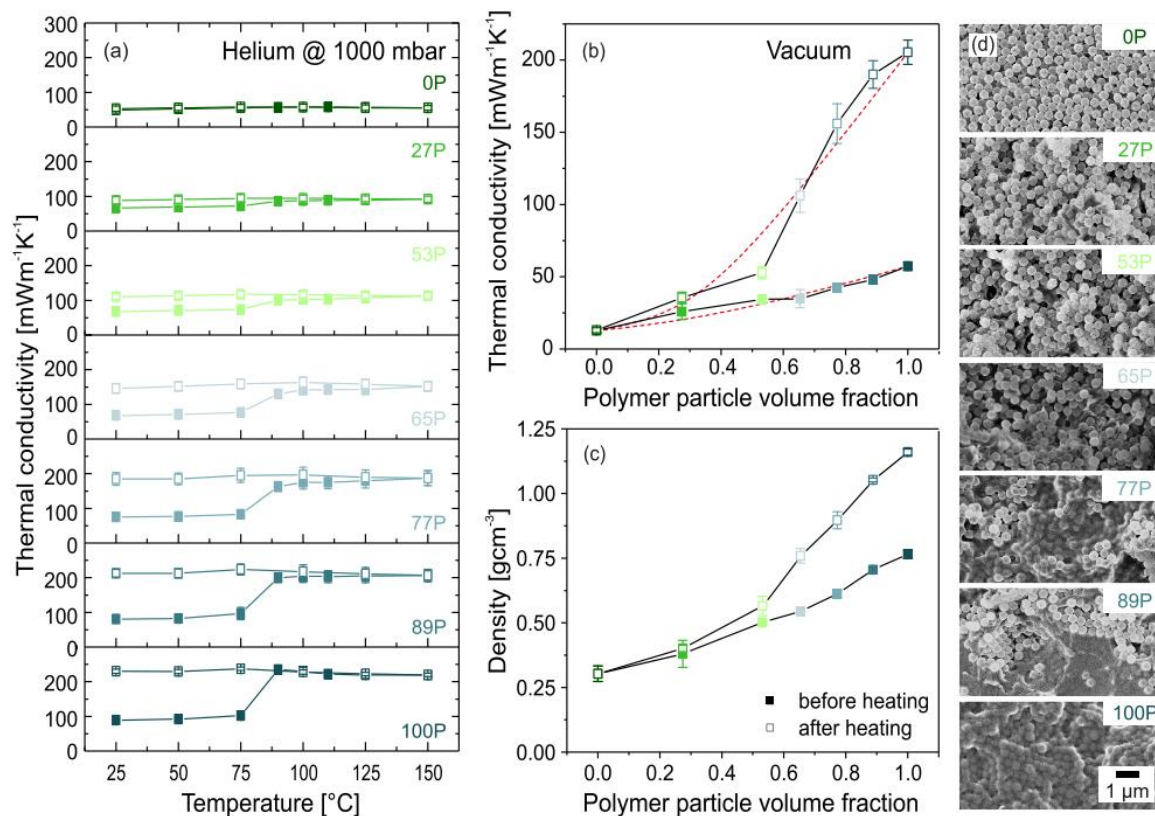 (a) Helium @ 1000 mbar
Thermal conductivity [mWm⁻¹K⁻¹]
300
200
100
0
0P
200
100
0
27P
200
100
0
53P
200
100
0
65P
200
100
0
77P
200
100
0
89P
200
100
0
100P
25 50 75 100 125 150
Temperature [°C]
(b) Vacuum
Thermal conductivity [mWm⁻¹K⁻¹]
200
150
100
50
0
0.0 0.2 0.4 0.6 0.8 1.0
Polymer particle volume fraction
(c)
Density [gcm⁻³]
1.25
1.00
0.75
0.50
0.25
0.00
before heating
after heating
0.0 0.2 0.4 0.6 0.8 1.0
Polymer particle volume fraction
(d)
0P
27P
53P
65P
77P
89P
100P
1 µm